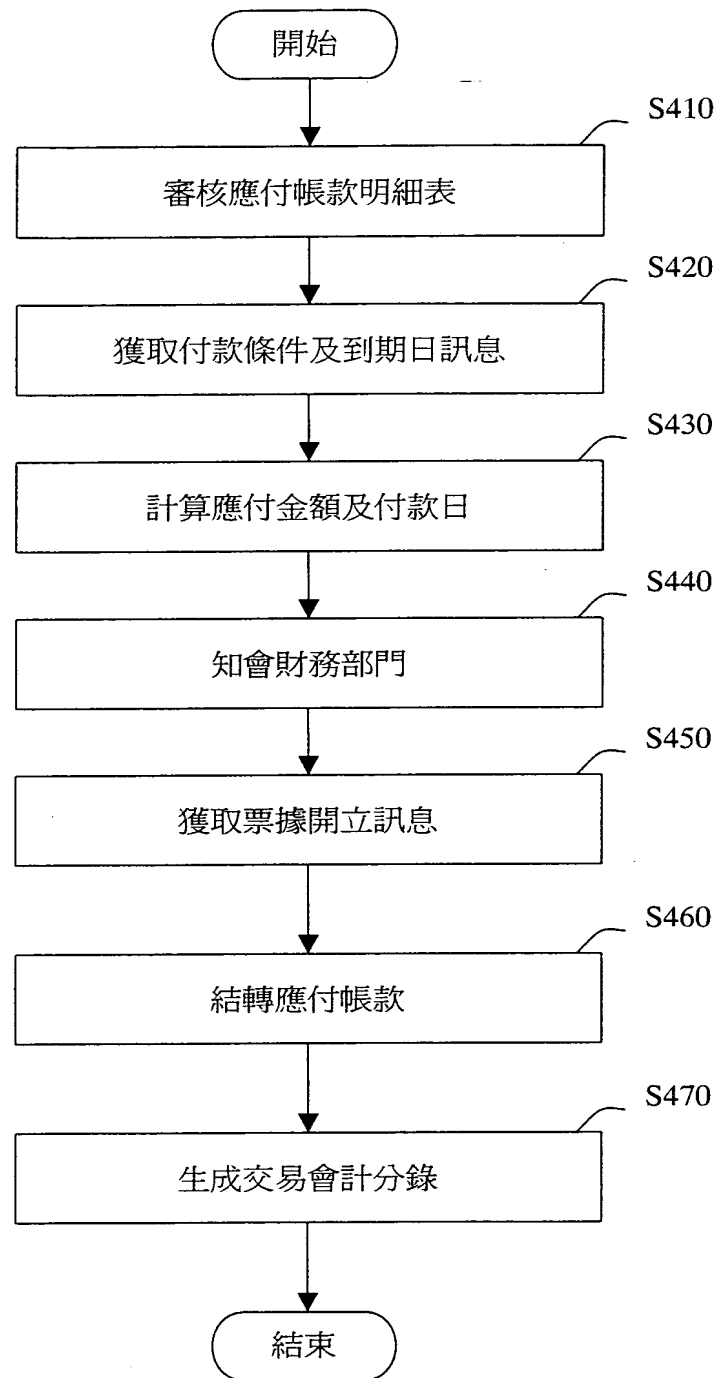 開始
S410
審核應付帳款明細表
S420
獲取付款條件及到期日訊息
S430
計算應付金額及付款日
S440
知會財務部門
S450
獲取票據開立訊息
S460
結轉應付帳款
S470
生成交易會計分錄
結束